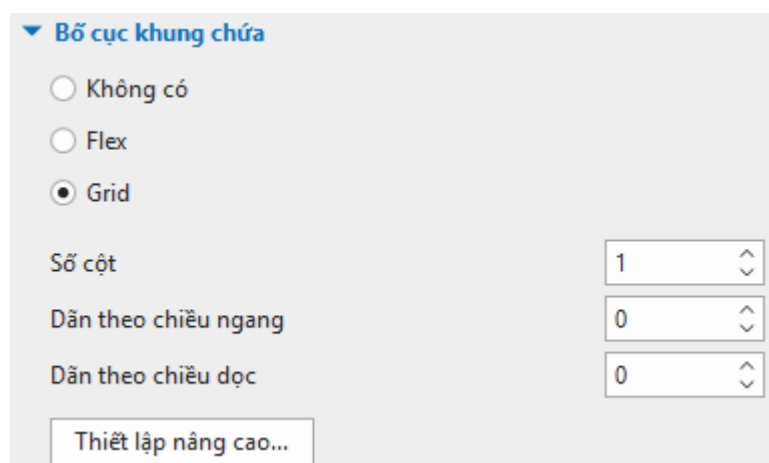 Bố cục khung chứa
Không có
Flex
Grid
Số cột 1
Dãn theo chiều ngang 0
Dãn theo chiều dọc 0
Thiết lập nâng cao...